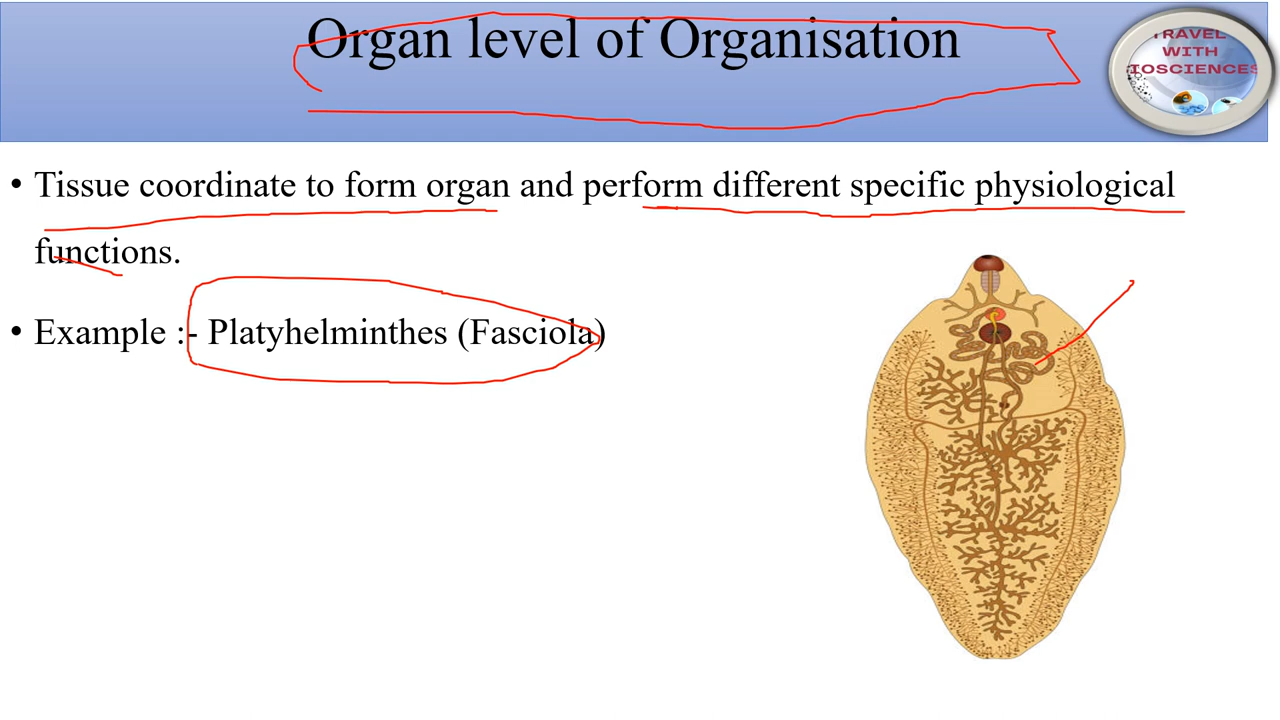 Organ level of Organisation
TRAVEL
WITH
IOSCIENCES
• Tissue coordinate to form organ and perform different specific physiological
functions.
• Example :- Platyhelminthes (Fasciola)